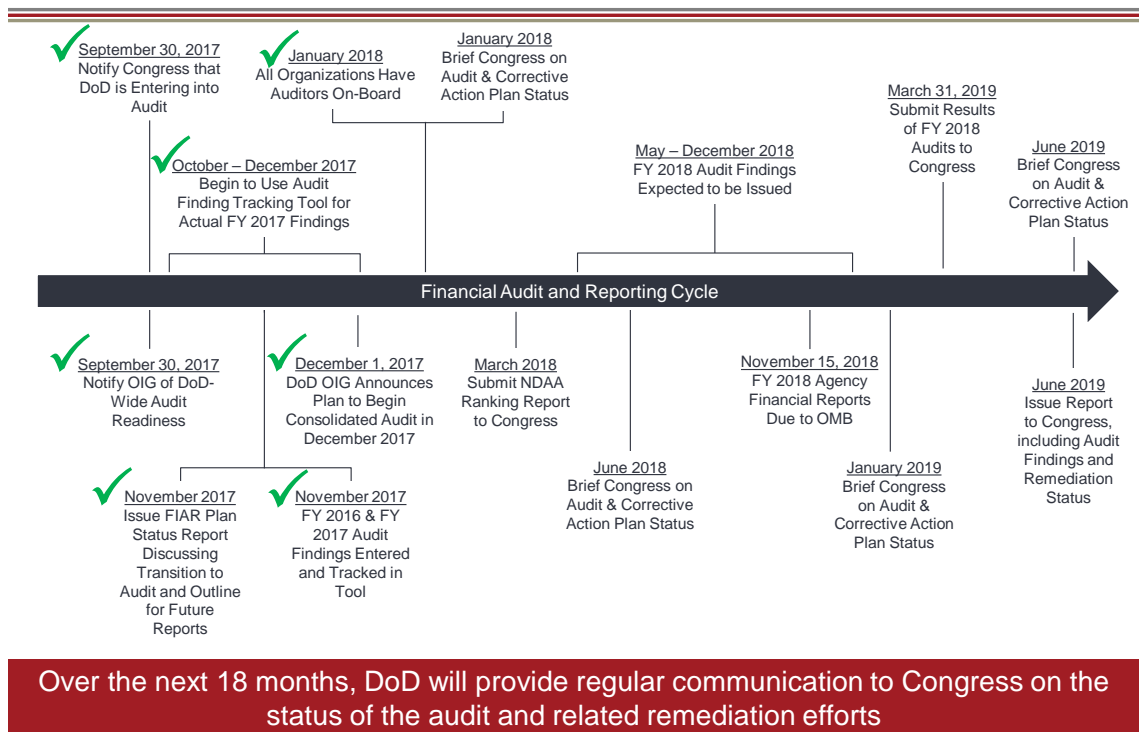 September 30, 2017
Notify Congress that
DoD is Entering into
Audit
January 2018
All Organizations Have
Auditors On-Board
January 2018
Brief Congress on
Audit & Corrective
Action Plan Status
October – December 2017
Begin to Use Audit
Finding Tracking Tool for
Actual FY 2017 Findings
May – December 2018
FY 2018 Audit Findings
Expected to be Issued
March 31, 2019
Submit Results
of FY 2018
Audits to
Congress
June 2019
Brief Congress
on Audit &
Corrective Action
Plan Status
Financial Audit and Reporting Cycle
September 30, 2017
Notify OIG of DoD-
Wide Audit
Readiness
December 1, 2017
DoD OIG Announces
Plan to Begin
Consolidated Audit in
December 2017
March 2018
Submit NDAA
Ranking Report
to Congress
November 15, 2018
FY 2018 Agency
Financial Reports
Due to OMB
June 2019
Issue Report
to Congress,
including Audit
Findings and
Remediation
Status
November 2017
Issue FIAR Plan
Status Report
Discussing
Transition to
Audit and Outline
for Future
Reports
November 2017
FY 2016 & FY
2017 Audit
Findings Entered
and Tracked in
Tool
June 2018
Brief Congress on
Audit & Corrective
Action Plan Status
January 2019
Brief Congress
on Audit &
Corrective Action
Plan Status
Over the next 18 months, DoD will provide regular communication to Congress on the
status of the audit and related remediation efforts